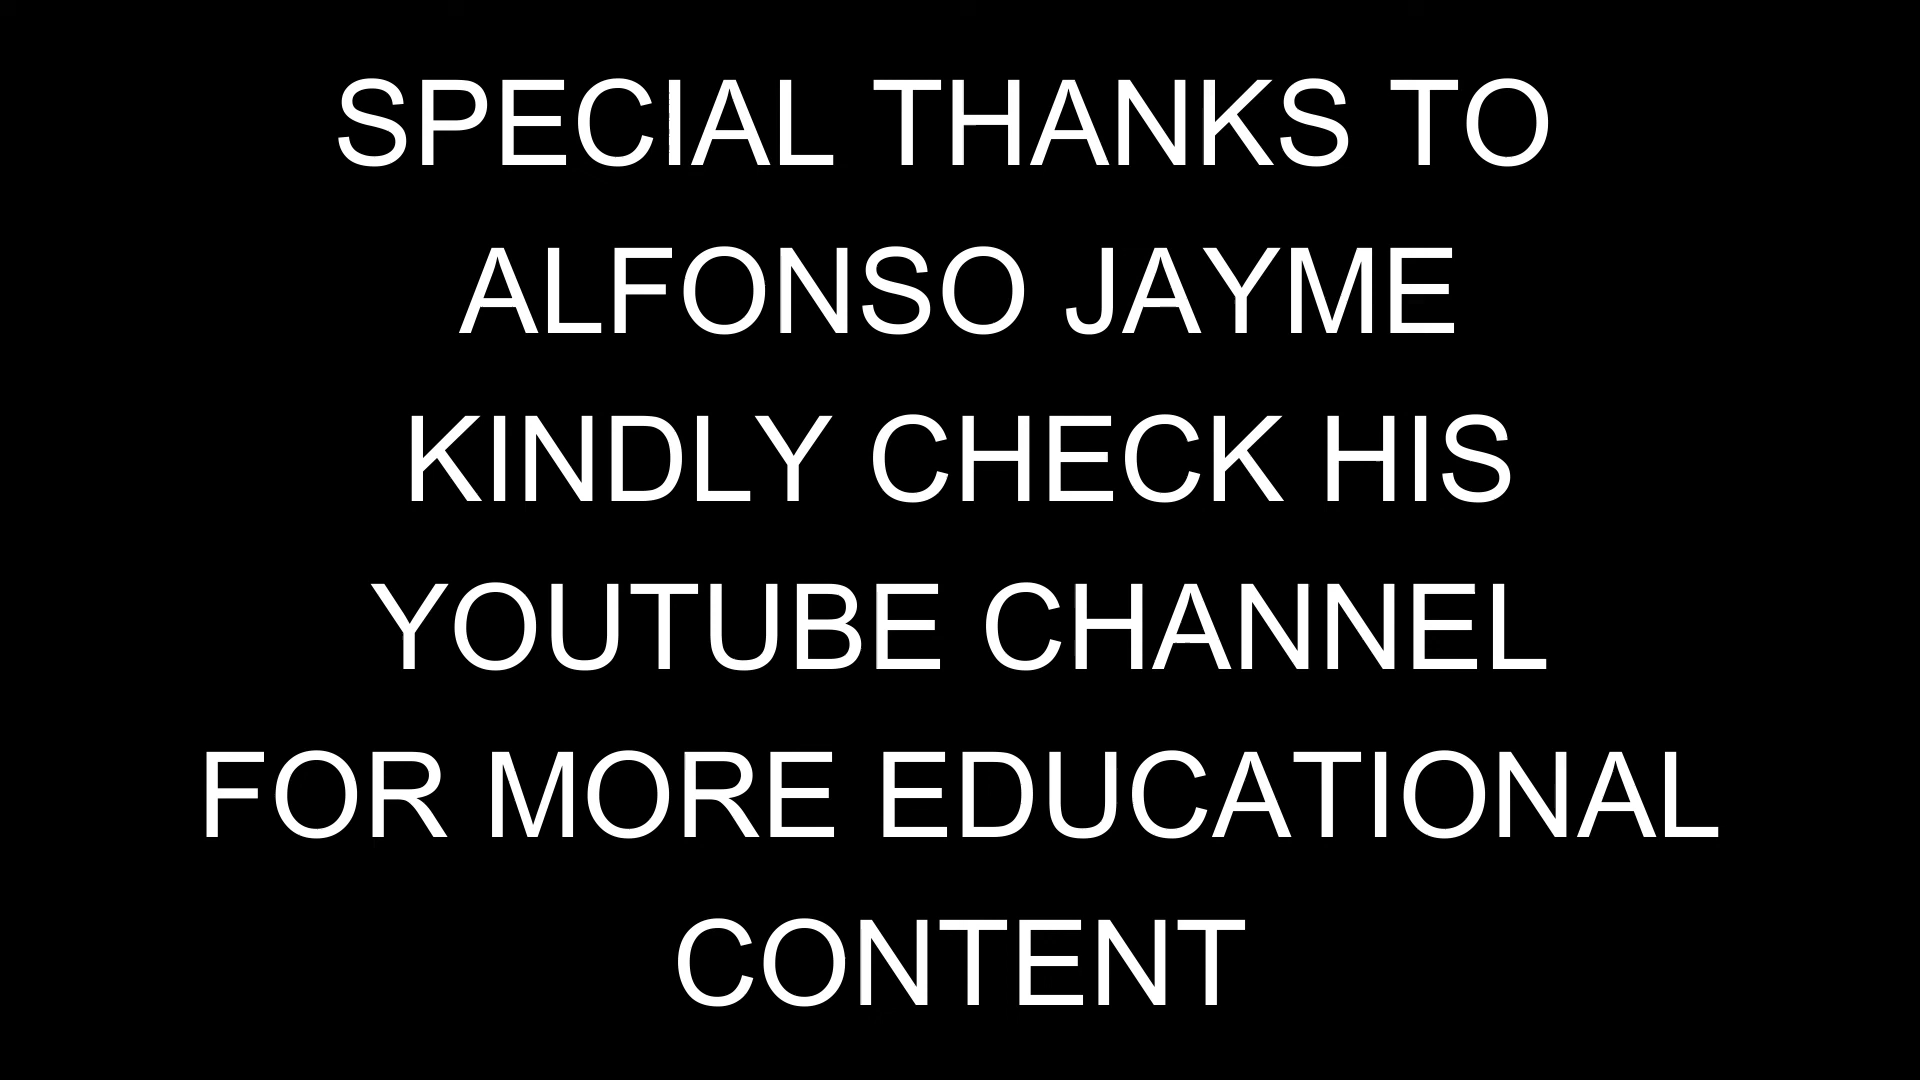 SPECIAL THANKS TO
ALFONSO JAYME
KINDLY CHECK HIS
YOUTUBE CHANNEL
FOR MORE EDUCATIONAL
CONTENT